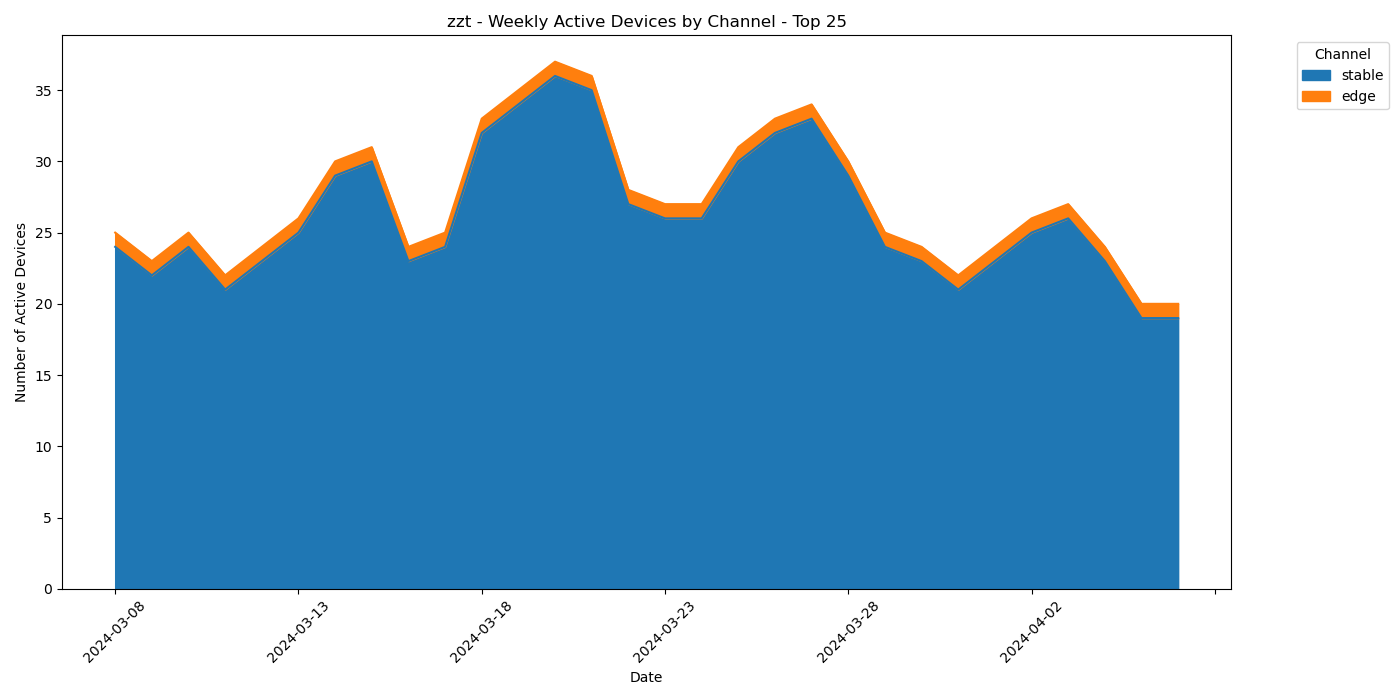 zzt - Weekly Active Devices by Channel - Top 25
Channel
stable
edge
Number of Active Devices
35
30
25
20
15
10
5
0
2024-03-08
2024-03-13
2024-03-18
2024-03-23
2024-03-28
2024-04-02
Date